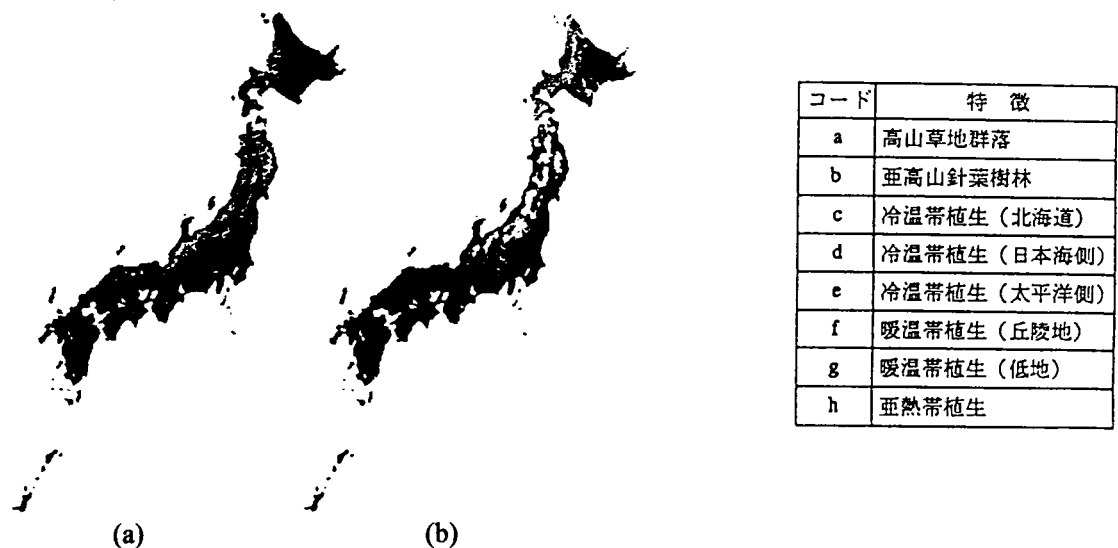 コード 特 徴
a 高山草地群落
b 亜高山針葉樹林
c 冷温帯植生(北海道)
d 冷温帯植生(日本海側)
e 冷温帯植生(太平洋側)
f 暖温帯植生(丘陵地)
g 暖温帯植生(低地)
h 亜熱帯植生
(a) (b)